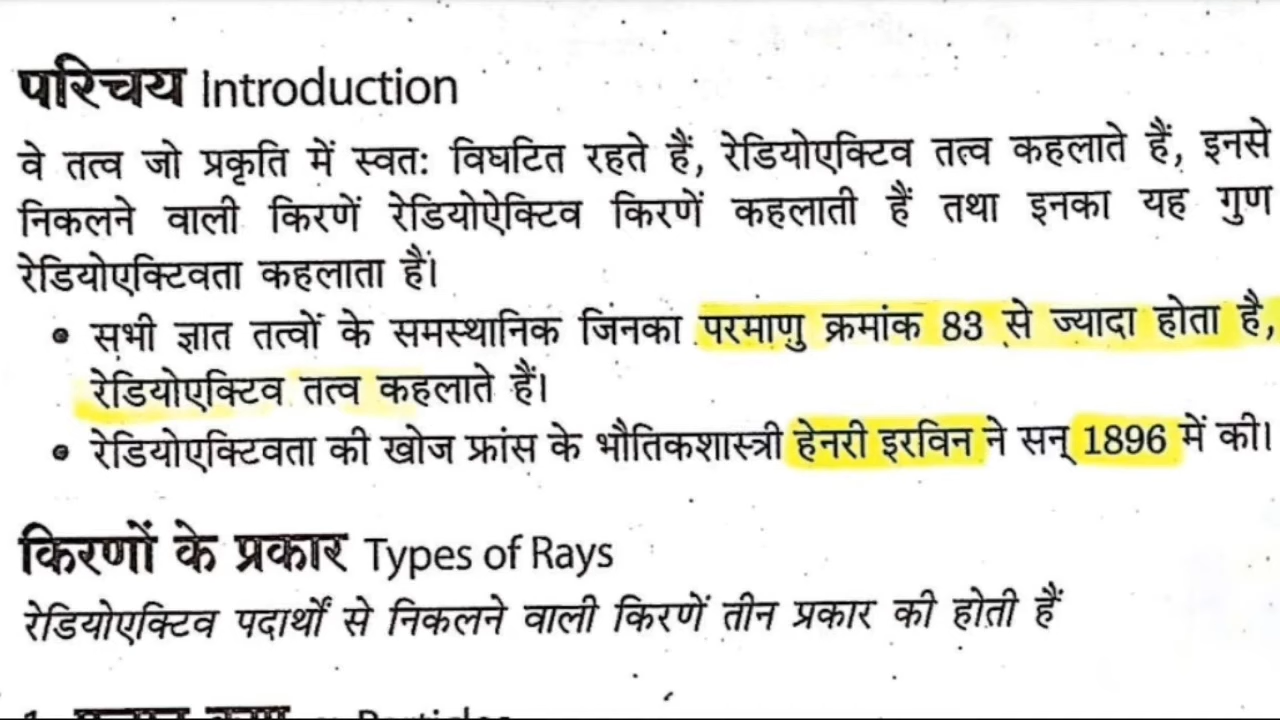 परिचय Introduction
वे तत्व जो प्रकृति में स्वतः विघटित रहते हैं, रेडियोएक्टिव तत्व कहलाते हैं, इनसे
निकलने वाली किरणें रेडियोऐक्टिव किरणें कहलाती हैं तथा इनका यह गुण
रेडियोएक्टिवता कहलाता हैं।
• सभी ज्ञात तत्वों के समस्थानिक जिनका परमाणु क्रमांक 83 से ज्यादा होता है,
रेडियोएक्टिव तत्व कहलाते हैं।
• रेडियोएक्टिवता की खोज फ्रांस के भौतिकशास्त्री हेनरी इरविन ने सन् 1896 में की।
किरणों के प्रकार Types of Rays
रेडियोएक्टिव पदार्थों से निकलने वाली किरणें तीन प्रकार की होती हैं